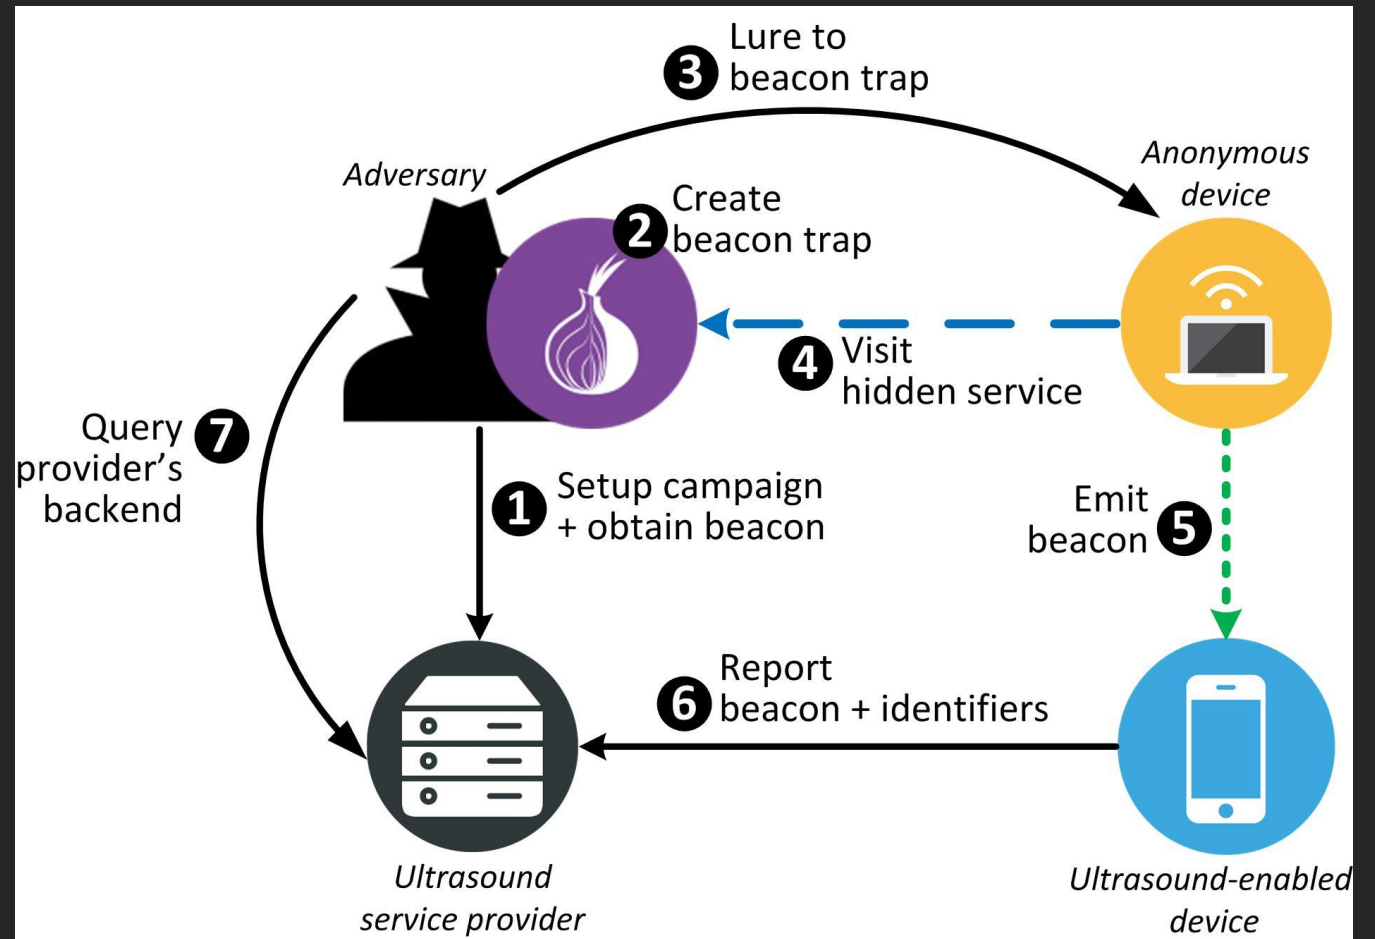 3
Lure to
beacon trap
Adversary
Anonymous
device
2
Create
beacon trap
4
Visit
hidden service
Query
provider's
backend
7
1
Setup campaign
+ obtain beacon
Emit
beacon
5
6
Report
beacon + identifiers
Ultrasound
service provider
Ultrasound-enabled
device